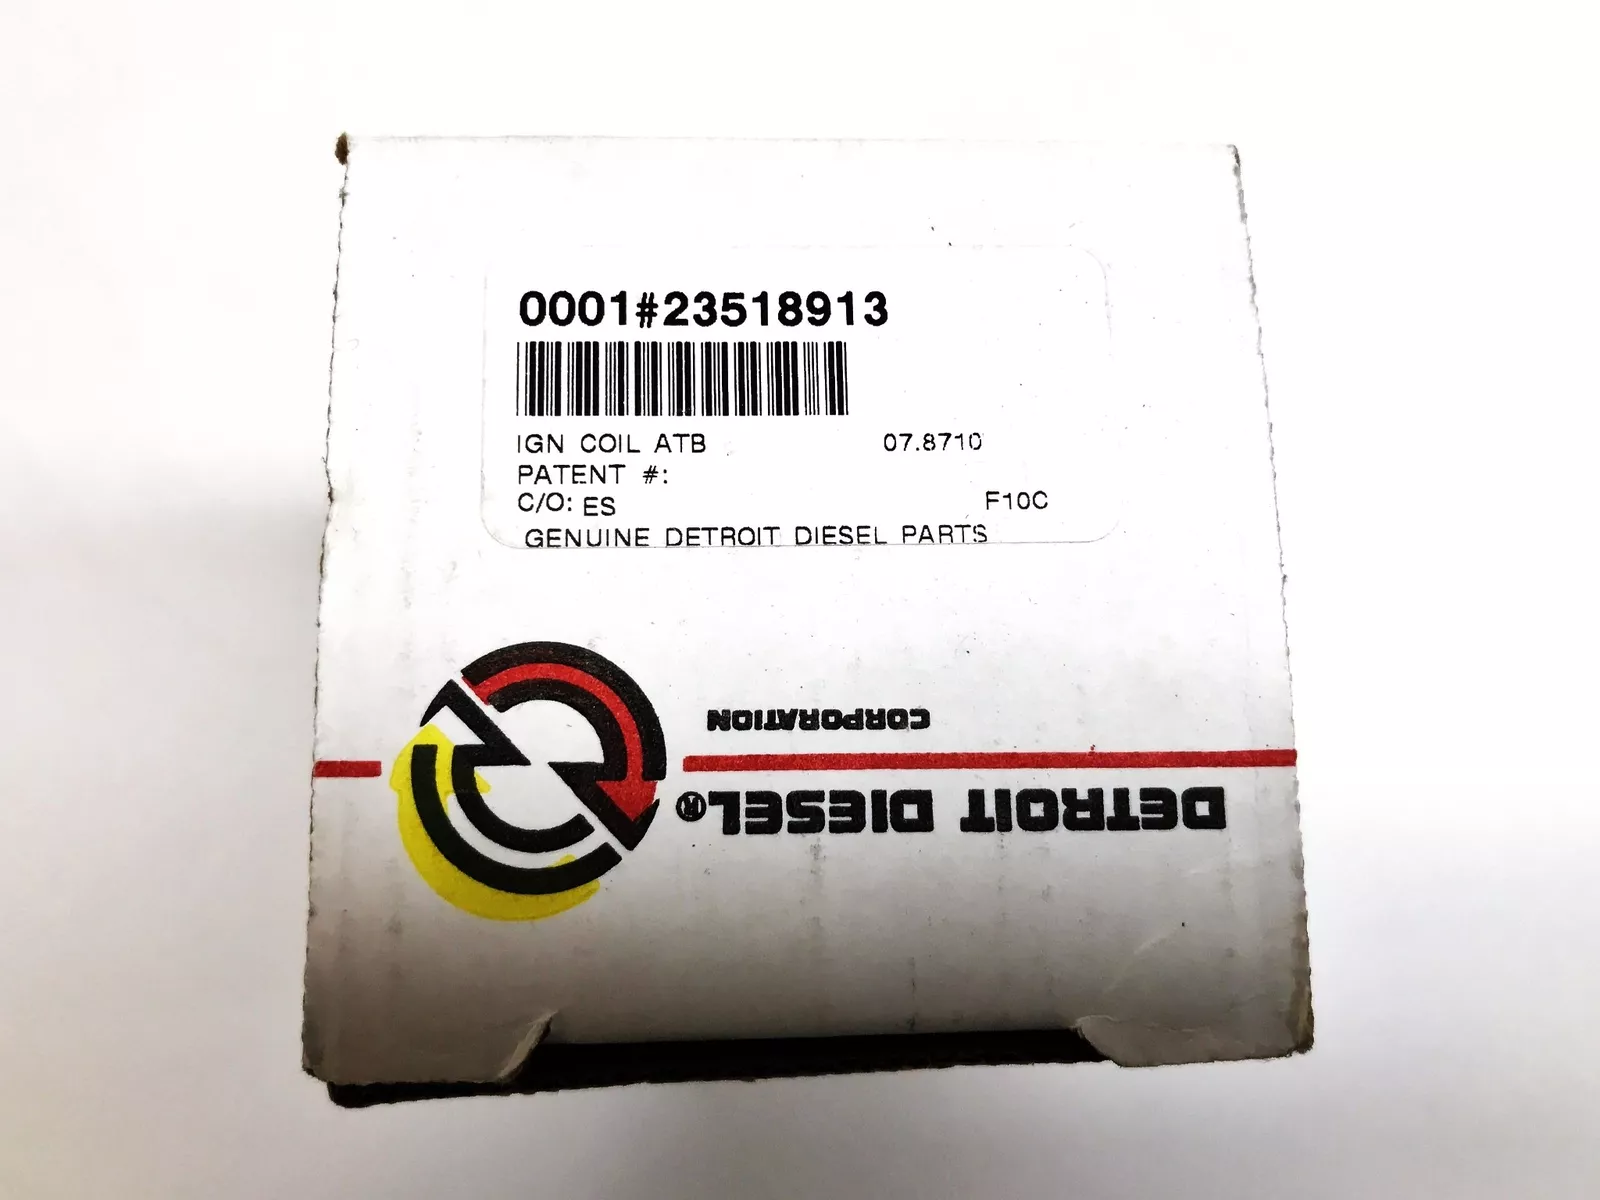 0001#23518913
IGN COIL ATB 07.8710
PATENT #:
C/O: ES F10C
GENUINE DETROIT DIESEL PARTS
DETROIT DIESEL®
CORPORATION